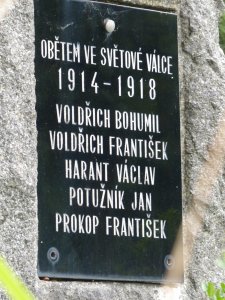 OBĚTEM VE SVĚTOVÉ VÁLCE
1914-1918
VOLDŘICH BOHUMIL
VOLDŘICH FRANTIŠEK
HARANT VÁCLAV
POTUŽNÍK JAN
PROKOP FRANTIŠEK